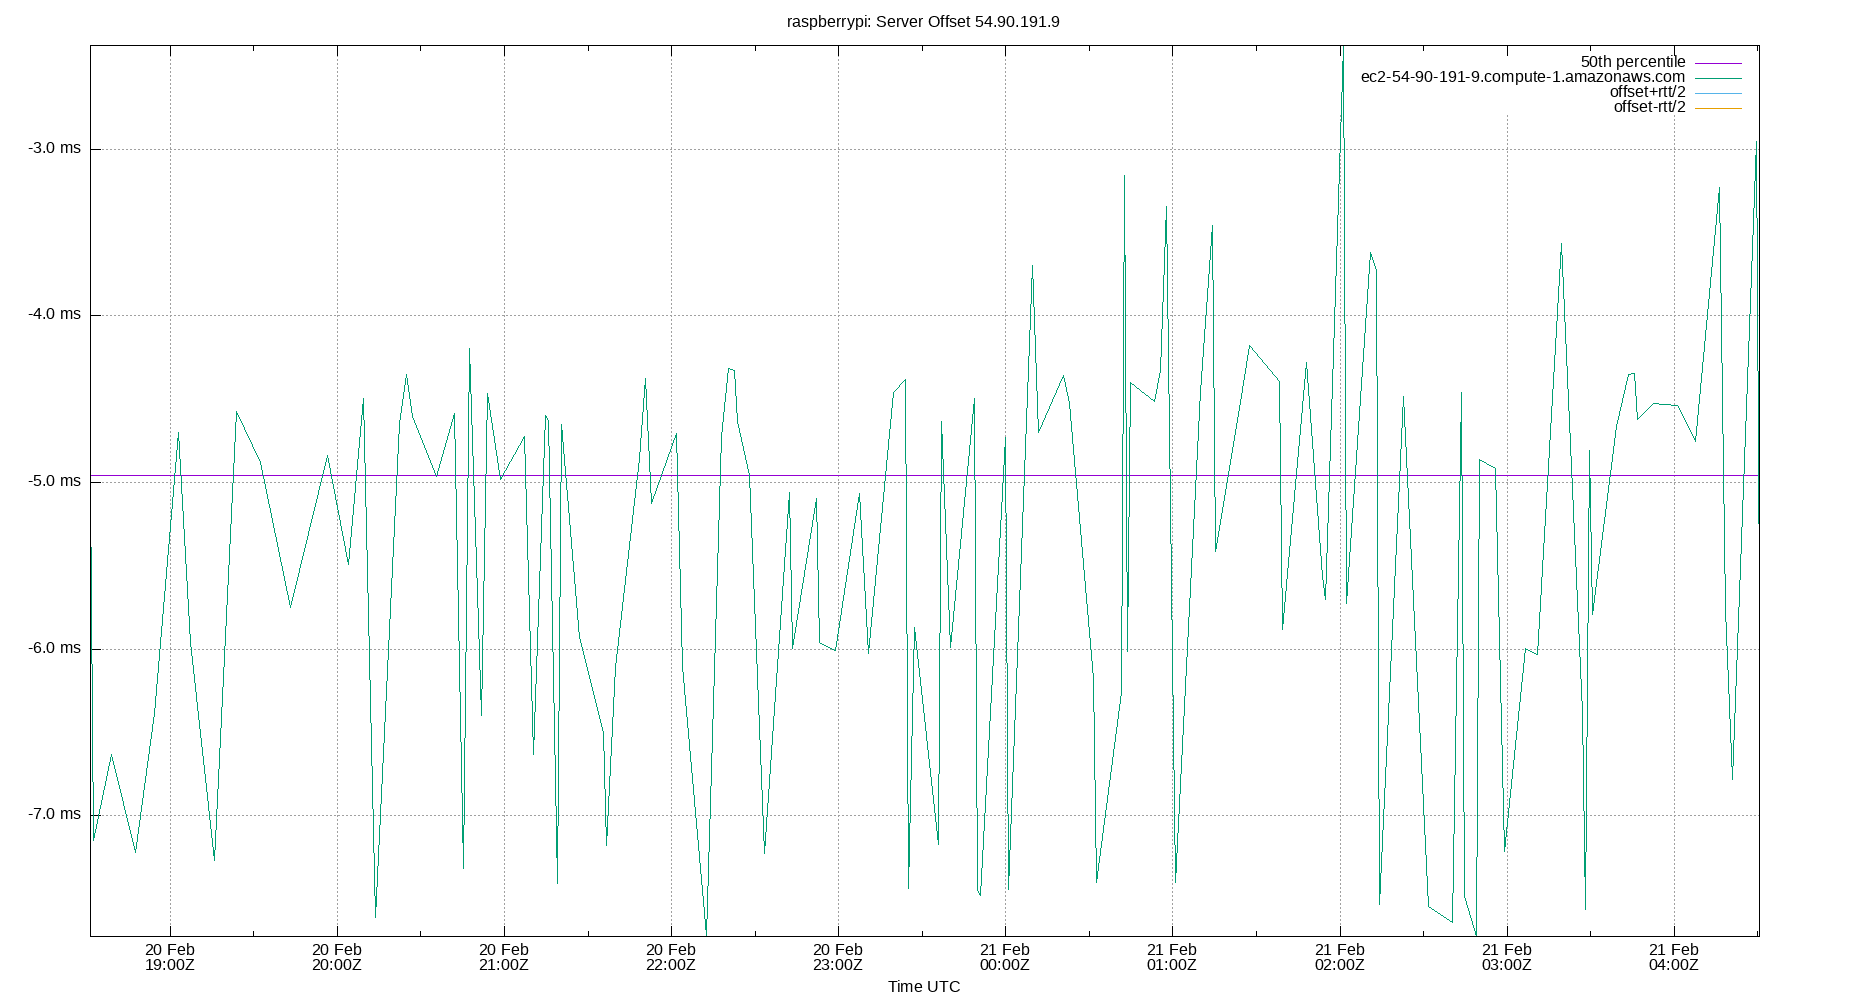 raspberrypi: Server Offset 54.90.191.9
50th percentile
ec2-54-90-191-9.compute-1.amazonaws.com
offset+rtt/2
offset-rtt/2
-3.0 ms
-4.0 ms
-5.0 ms
-6.0 ms
-7.0 ms
20 Feb 20 Feb 20 Feb 20 Feb 20 Feb 21 Feb 21 Feb 21 Feb 21 Feb 21 Feb
19:00Z 20:00Z 21:00Z 22:00Z 23:00Z 00:00Z 01:00Z 02:00Z 03:00Z 04:00Z
Time UTC